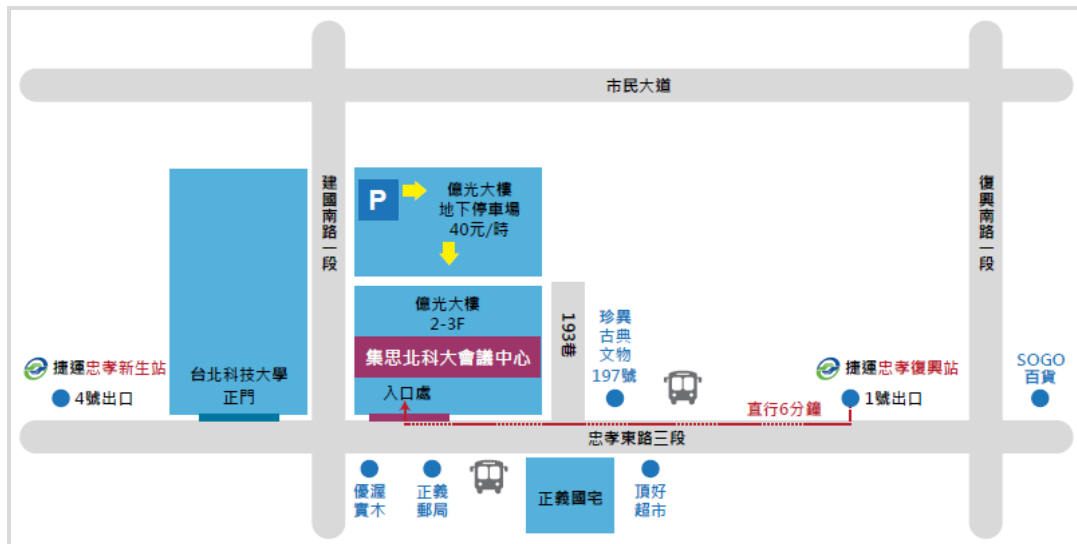 市民大道
建國南路一段
復興南路一段
P
億光大樓
地下停車場
40元/時
億光大樓
2-3F
集思北科大會議中心
入口處
193巷
珍異
古典
文物
197號
捷運忠孝新生站
4號出口
台北科技大學
正門
捷運忠孝復興站
1號出口
SOGO
百貨
直行6分鐘
忠孝東路三段
優渥
實木
正義
郵局
正義國宅
頂好
超市